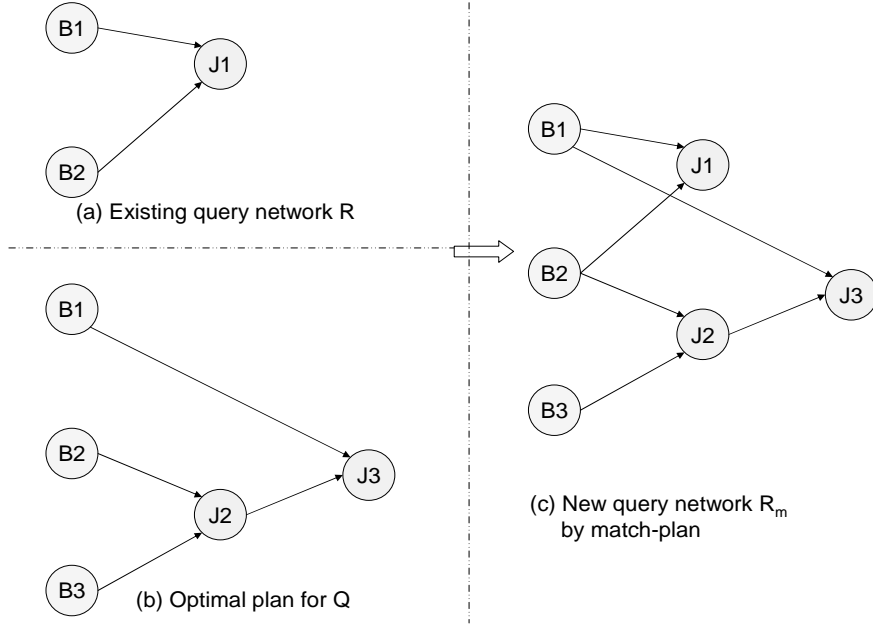 B1
J1
B2
(a) Existing query network R
B1
B2
J3
J2
B3
(b) Optimal plan for Q
B1
J1
B2
J3
J2
B3
(c) New query network Rm
by match-plan